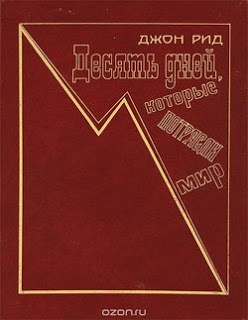 ДЖОН РИД
Десять дней,
которые
ПОТРЯСЛИ
мир
ozon.ru